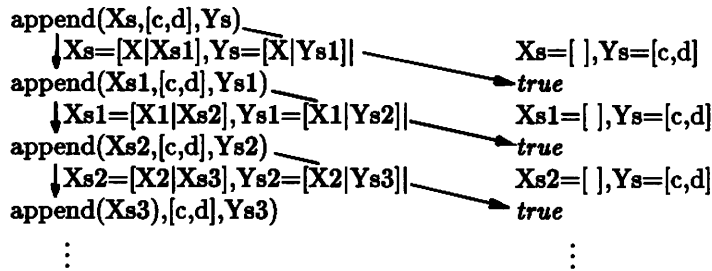 append(Xs,[c,d],Ys)
Xs=[X|Xs1],Ys=[X|Ys1]| Xs=[ ],Ys=[c,d]
append(Xs1,[c,d],Ys1) true
Xs1=[X1|Xs2],Ys1=[X1|Ys2]| Xs1=[ ],Ys=[c,d]
append(Xs2,[c,d],Ys2) true
Xs2=[X2|Xs3],Ys2=[X2|Ys3]| Xs2=[ ],Ys=[c,d]
append(Xs3),[c,d],Ys3) true
⋮ ⋮